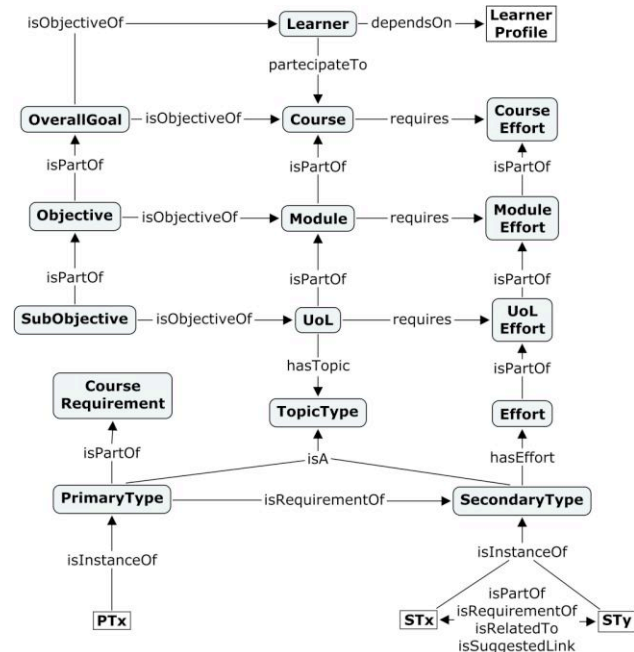 isObjectiveOf
Learner
dependsOn
Learner
Profile
partecipateTo
OverallGoal
isObjectiveOf
Course
requires
Course
Effort
isPartOf
isPartOf
isPartOf
Objective
isObjectiveOf
Module
requires
Module
Effort
isPartOf
isPartOf
isPartOf
SubObjective
isObjectiveOf
UoL
requires
UoL
Effort
hasTopic
isPartOf
Course
Requirement
TopicType
Effort
isPartOf
isA
hasEffort
PrimaryType
isRequirementOf
SecondaryType
isInstanceOf
isInstanceOf
PTx
STx
isPartOf
isRequirementOf
isRelatedTo
isSuggestedLink
STy